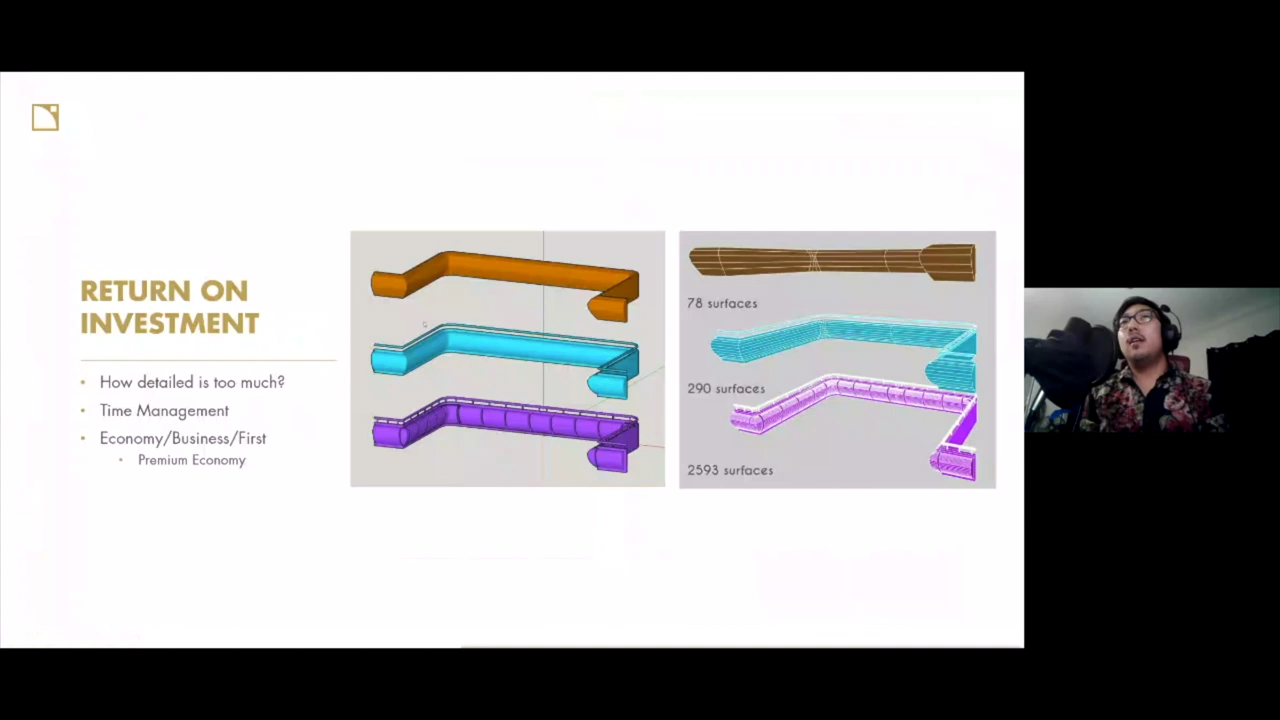 RETURN ON
INVESTMENT
• How detailed is too much?
• Time Management
• Economy/Business/First
• Premium Economy
78 surfaces
290 surfaces
2593 surfaces